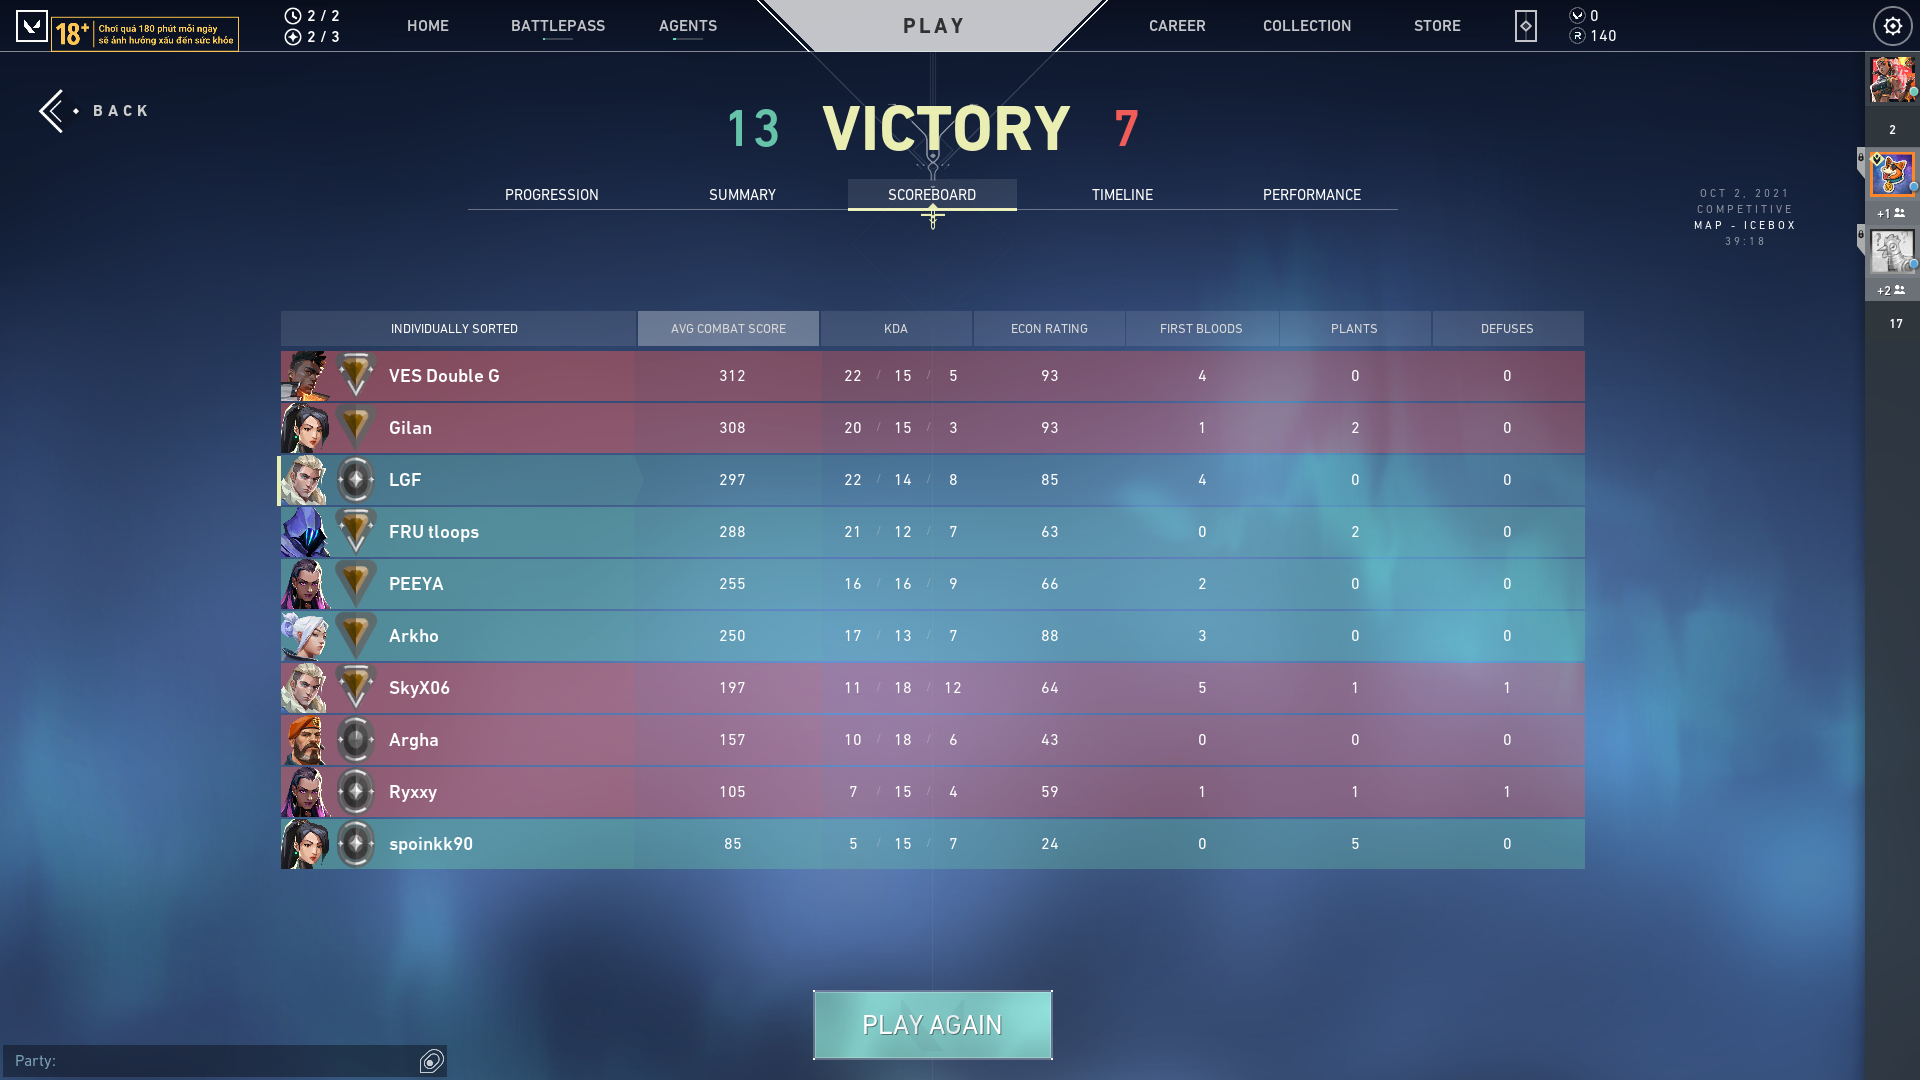 18+ Chơi quá 180 phút mỗi ngày
sẽ ảnh hưởng xấu đến sức khỏe
2 / 2
2 / 3
HOME
BATTLEPASS
AGENTS
PLAY
CAREER
COLLECTION
STORE
0
140
BACK
13 VICTORY 7
PROGRESSION SUMMARY SCOREBOARD TIMELINE PERFORMANCE
OCT 2, 2021
COMPETITIVE
MAP - ICEBOX
39:18
2
+1
+2
17
INDIVIDUALLY SORTED AVG COMBAT SCORE KDA ECON RATING FIRST BLOODS PLANTS DEFUSES
VES Double G 312 22 / 15 / 5 93 4 0 0
Gilan 308 20 / 15 / 3 93 1 2 0
LGF 297 22 / 14 / 8 85 4 0 0
FRU tloops 288 21 / 12 / 7 63 0 2 0
PEEYA 255 16 / 16 / 9 66 2 0 0
Arkho 250 17 / 13 / 7 88 3 0 0
SkyX06 197 11 / 18 / 12 64 5 1 1
Argha 157 10 / 18 / 6 43 0 0 0
Ryxxy 105 7 / 15 / 4 59 1 1 1
spoinkk90 85 5 / 15 / 7 24 0 5 0
PLAY AGAIN
Party: